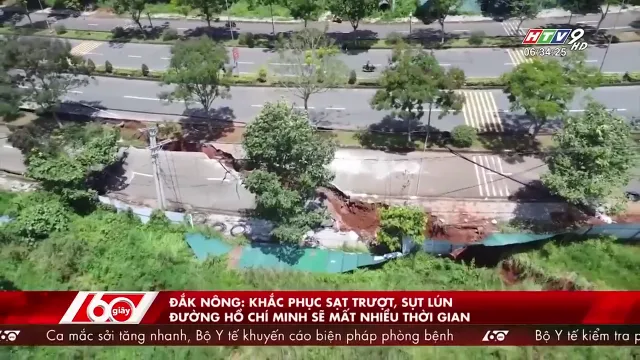 HTV9 HD
06:34:25
60 giây
ĐẮK NÔNG: KHẮC PHỤC SẠT TRƯỢT, SỤT LÚN
ĐƯỜNG HỒ CHÍ MINH SẼ MẤT NHIỀU THỜI GIAN
Ca mắc sởi tăng nhanh, Bộ Y tế khuyến cáo biện pháp phòng bệnh
Bộ Y tế kiểm tra p